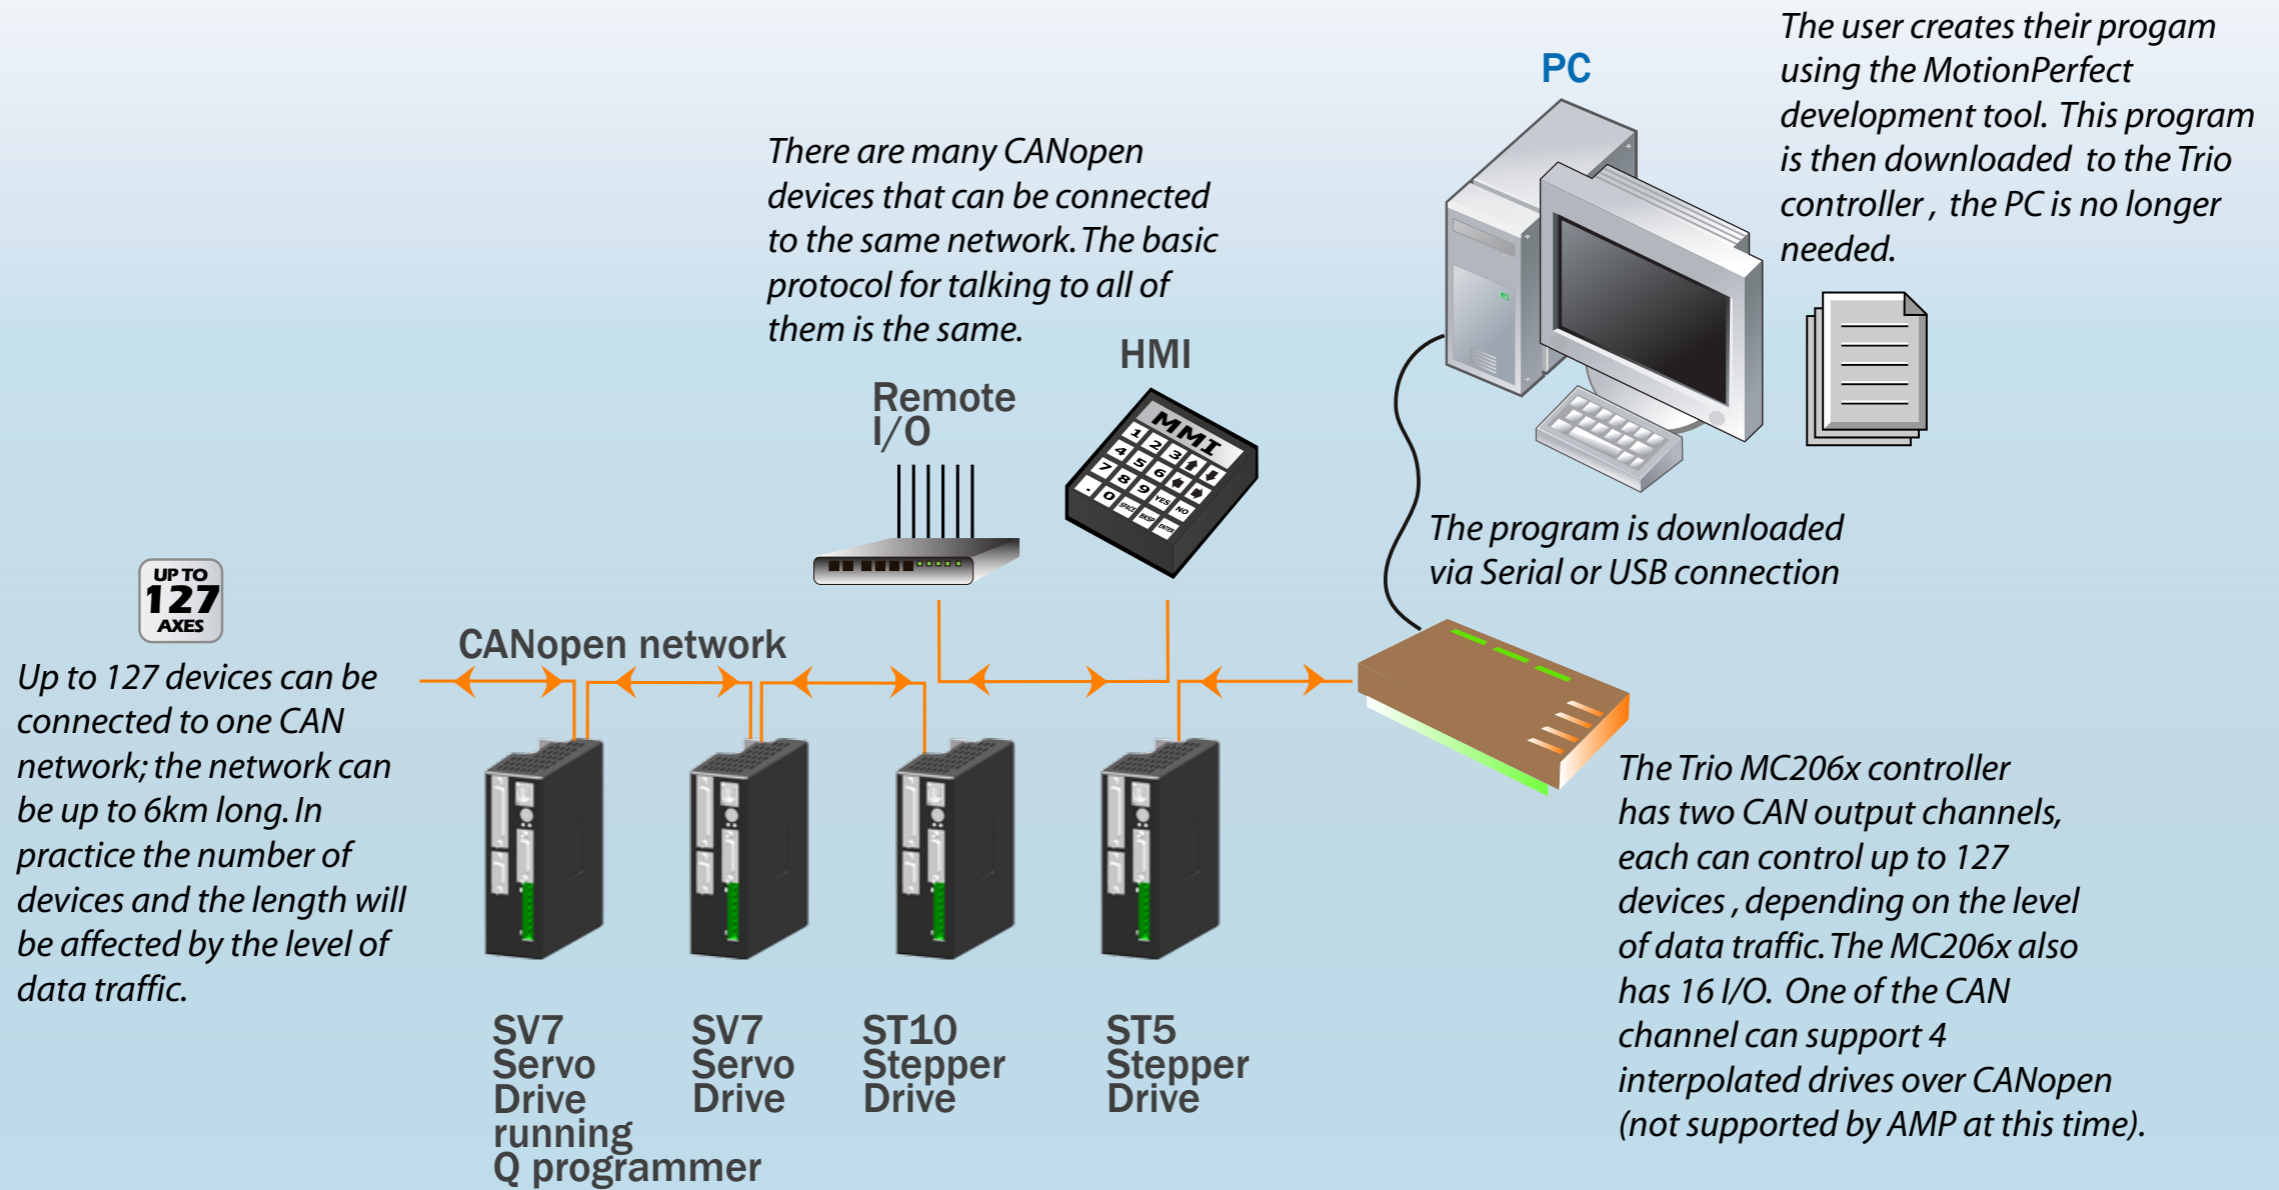 The user creates their progam
using the MotionPerfect
development tool. This program
is then downloaded to the Trio
controller , the PC is no longer
needed.
PC
There are many CANopen
devices that can be connected
to the same network. The basic
protocol for talking to all of
them is the same.
HMI
Remote
I/O
MMI
1 2 3
4 5 6
7 8 9 YES NO
. 0 SPACE BKSP ENTER
The program is downloaded
via Serial or USB connection
UP TO
127
AXES
CANopen network
Up to 127 devices can be
connected to one CAN
network; the network can
be up to 6km long. In
practice the number of
devices and the length will
be affected by the level of
data traffic.
The Trio MC206x controller
has two CAN output channels,
each can control up to 127
devices , depending on the level
of data traffic. The MC206x also
has 16 I/O. One of the CAN
channel can support 4
interpolated drives over CANopen
(not supported by AMP at this time).
SV7
Servo
Drive
running
Q programmer
SV7
Servo
Drive
ST10
Stepper
Drive
ST5
Stepper
Drive